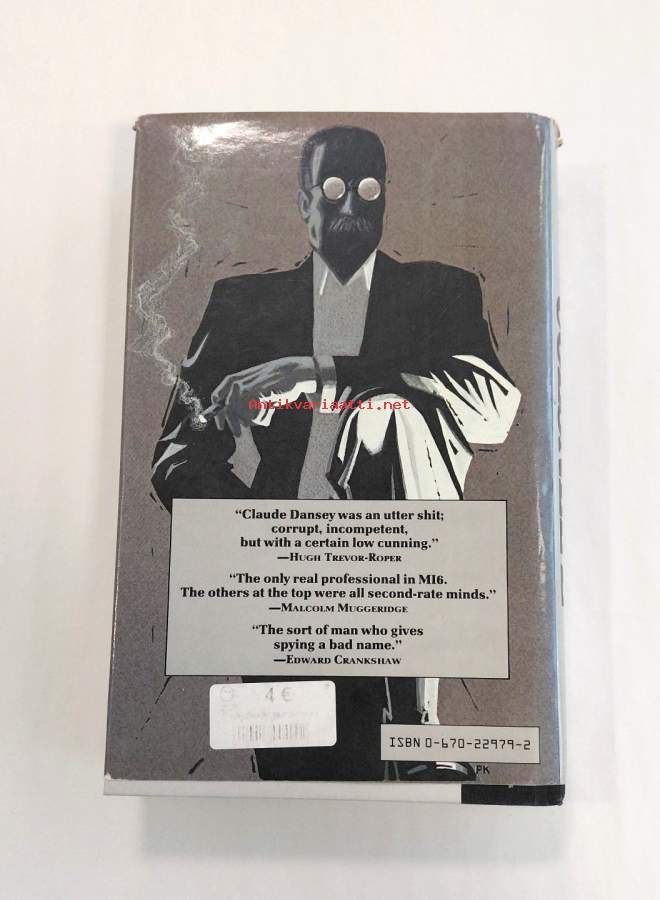 Antikvariaatti.net
“Claude Dansey was an utter shit;
corrupt, incompetent,
but with a certain low cunning.”
—HUGH TREVOR-ROPER
“The only real professional in MI6.
The others at the top were all second-rate minds.”
—MALCOLM MUGGERIDGE
“The sort of man who gives
spying a bad name.”
—EDWARD CRANKSHAW
4 €
ISBN 0-670-22979-2
PK